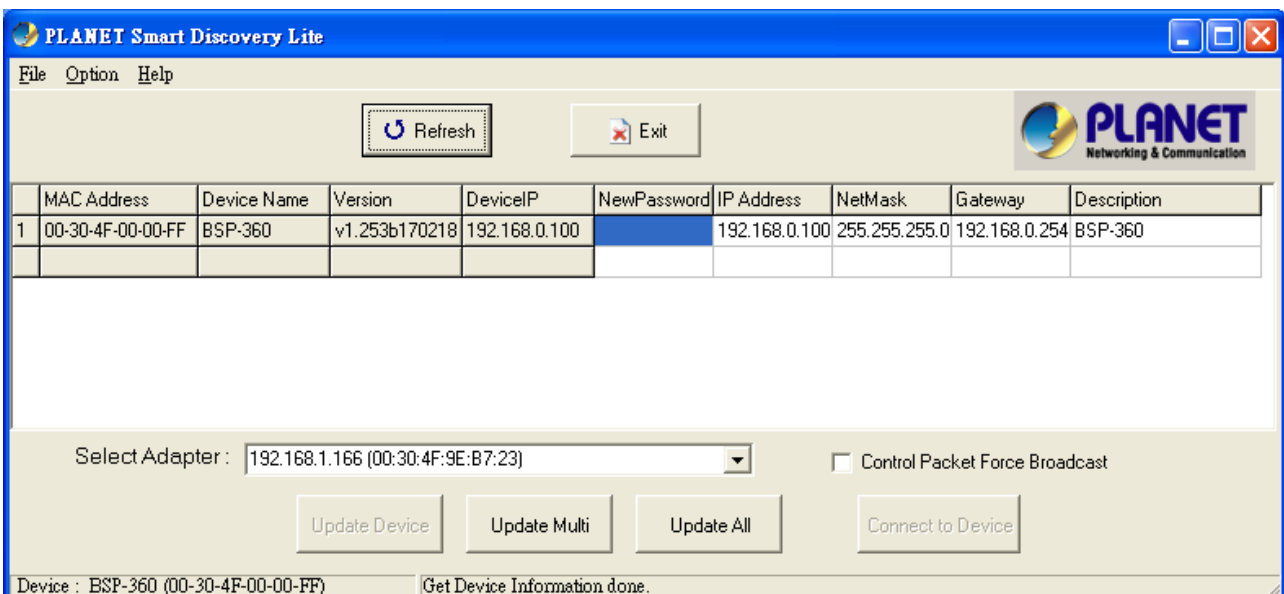 PLANET Smart Discovery Lite
File Option Help
Refresh Exit PLANET
Networking & Communication
MAC Address Device Name Version DeviceIP NewPassword IP Address NetMask Gateway Description
1 00-30-4F-00-00-FF BSP-360 v1.253b170218 192.168.0.100 192.168.0.100 255.255.255.0 192.168.0.254 BSP-360
Select Adapter : 192.168.1.166 (00:30:4F:9E:B7:23) Control Packet Force Broadcast
Update Device Update Multi Update All Connect to Device
Device : BSP-360 (00-30-4F-00-00-FF) Get Device Information done.